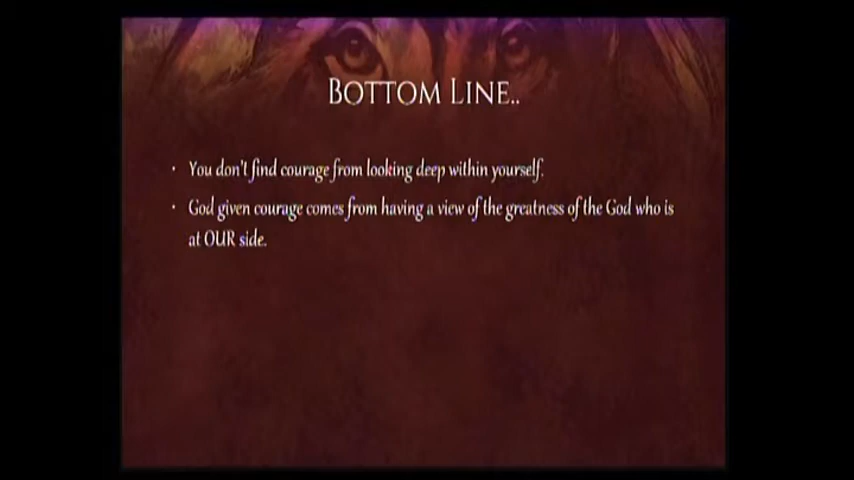 BOTTOM LINE..
• You don't find courage from looking deep within yourself.
• God given courage comes from having a view of the greatness of the God who is
at OUR side.